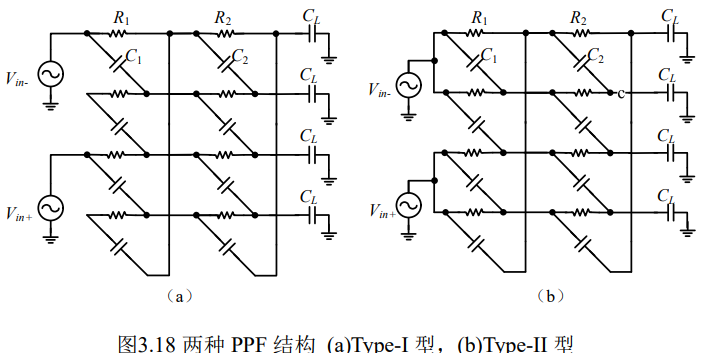 R1 R2 CL R1 R2 CL
C1 C2 C1 C2
Vin- CL Vin- c CL
CL CL
Vin+ CL Vin+ CL
（a） （b）
图3.18 两种 PPF 结构 (a)Type-I 型，(b)Type-II 型